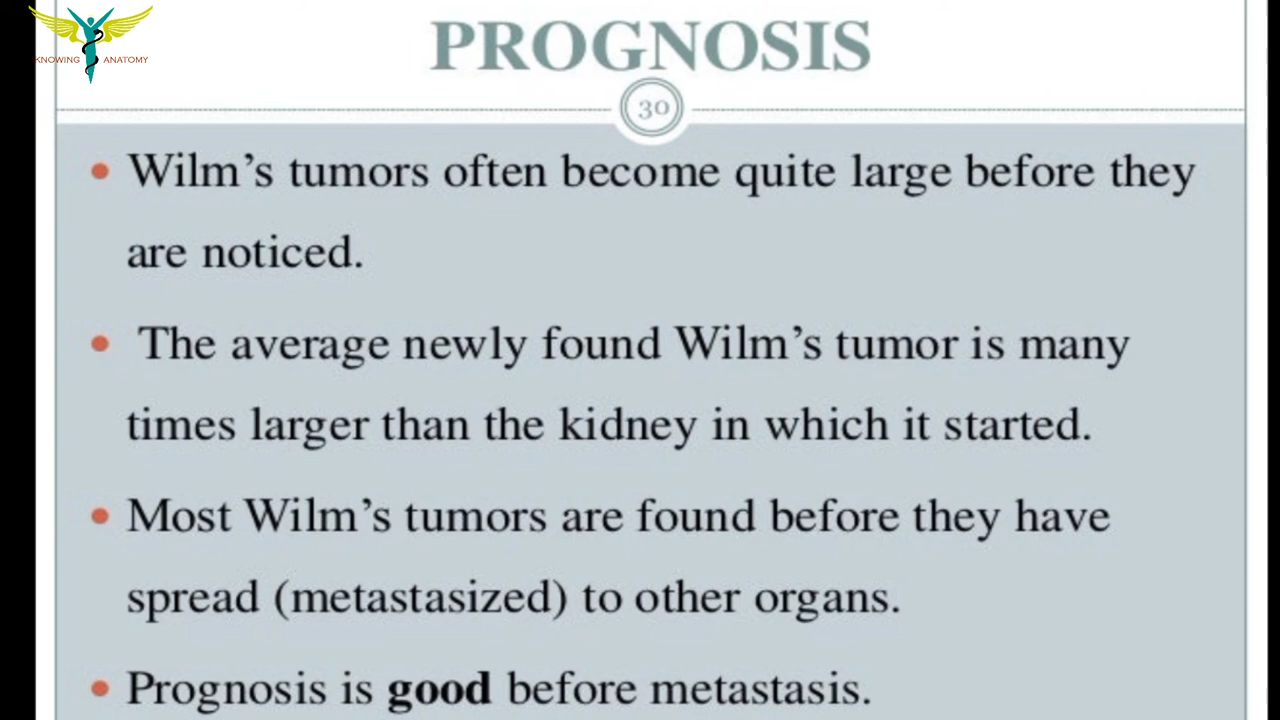 KNOWING ANATOMY
PROGNOSIS
30
• Wilm’s tumors often become quite large before they
are noticed.
• The average newly found Wilm’s tumor is many
times larger than the kidney in which it started.
• Most Wilm’s tumors are found before they have
spread (metastasized) to other organs.
• Prognosis is good before metastasis.